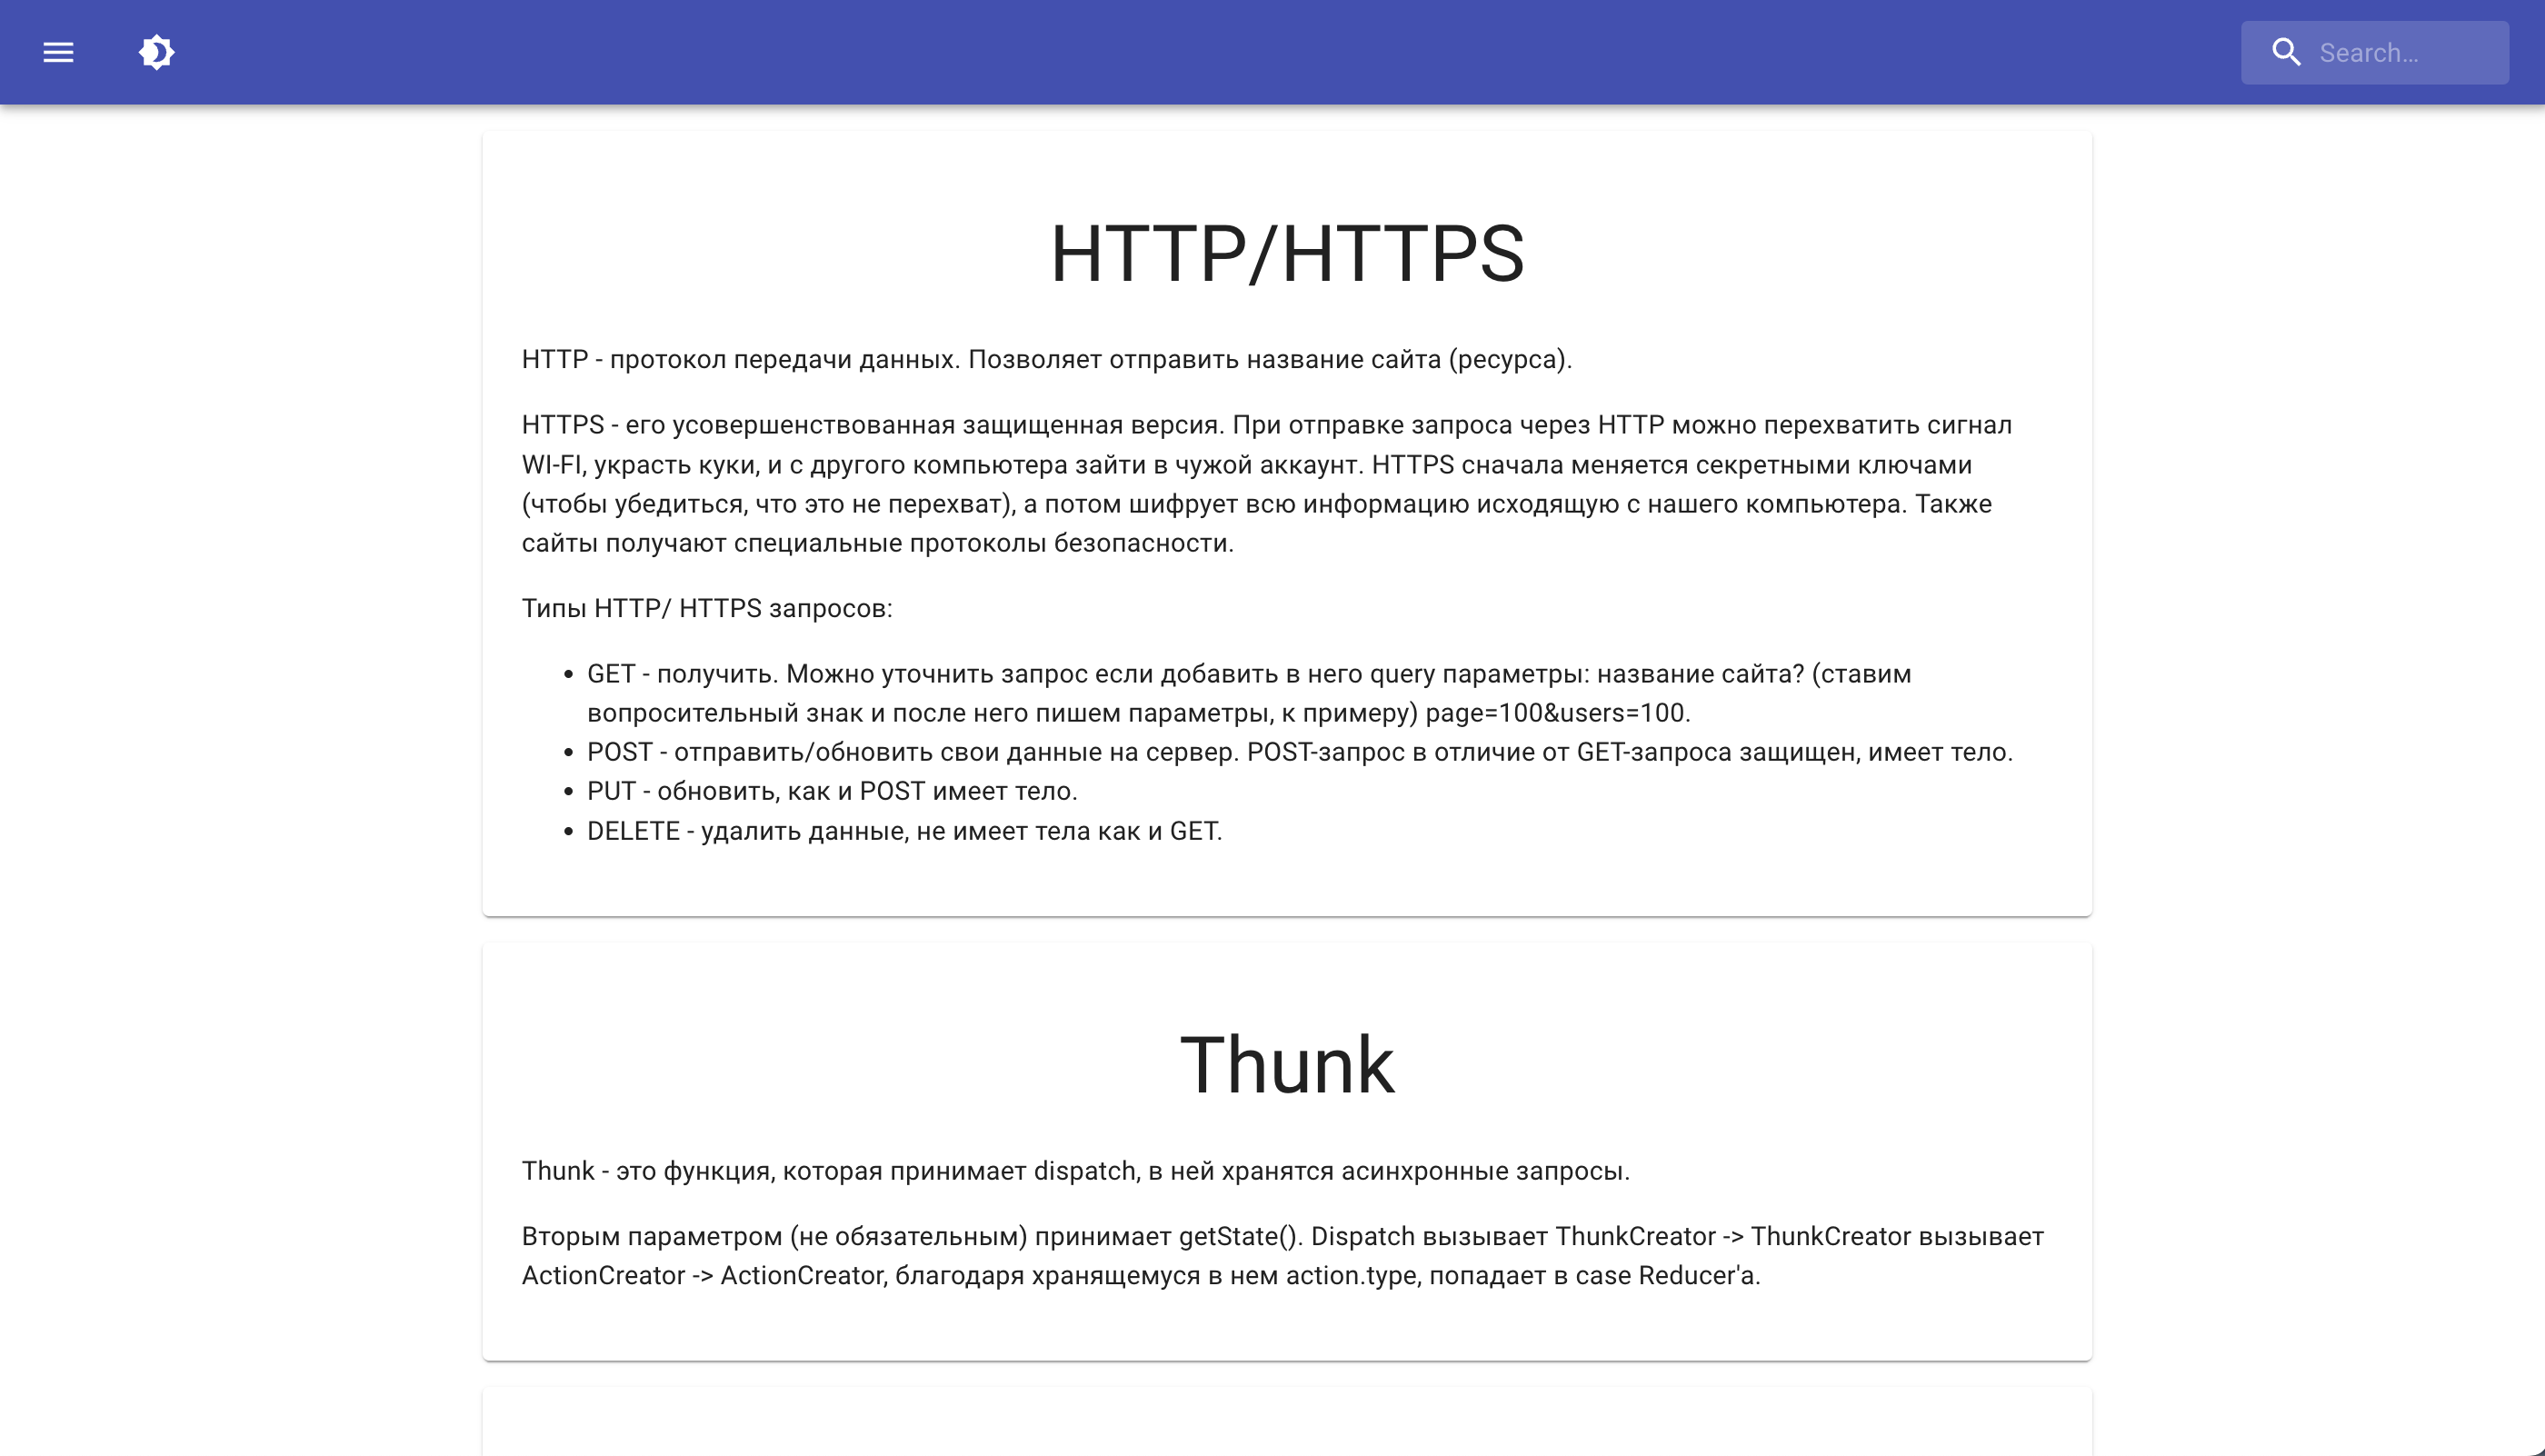 Search…
HTTP/HTTPS
HTTP - протокол передачи данных. Позволяет отправить название сайта (ресурса).
HTTPS - его усовершенствованная защищенная версия. При отправке запроса через HTTP можно перехватить сигнал
WI-FI, украсть куки, и с другого компьютера зайти в чужой аккаунт. HTTPS сначала меняется секретными ключами
(чтобы убедиться, что это не перехват), а потом шифрует всю информацию исходящую с нашего компьютера. Также
сайты получают специальные протоколы безопасности.
Типы HTTP/ HTTPS запросов:
• GET - получить. Можно уточнить запрос если добавить в него query параметры: название сайта? (ставим
вопросительный знак и после него пишем параметры, к примеру) page=100&users=100.
• POST - отправить/обновить свои данные на сервер. POST-запрос в отличие от GET-запроса защищен, имеет тело.
• PUT - обновить, как и POST имеет тело.
• DELETE - удалить данные, не имеет тела как и GET.
Thunk
Thunk - это функция, которая принимает dispatch, в ней хранятся асинхронные запросы.
Вторым параметром (не обязательным) принимает getState(). Dispatch вызывает ThunkCreator -> ThunkCreator вызывает
ActionCreator -> ActionCreator, благодаря хранящемуся в нем action.type, попадает в case Reducer'a.